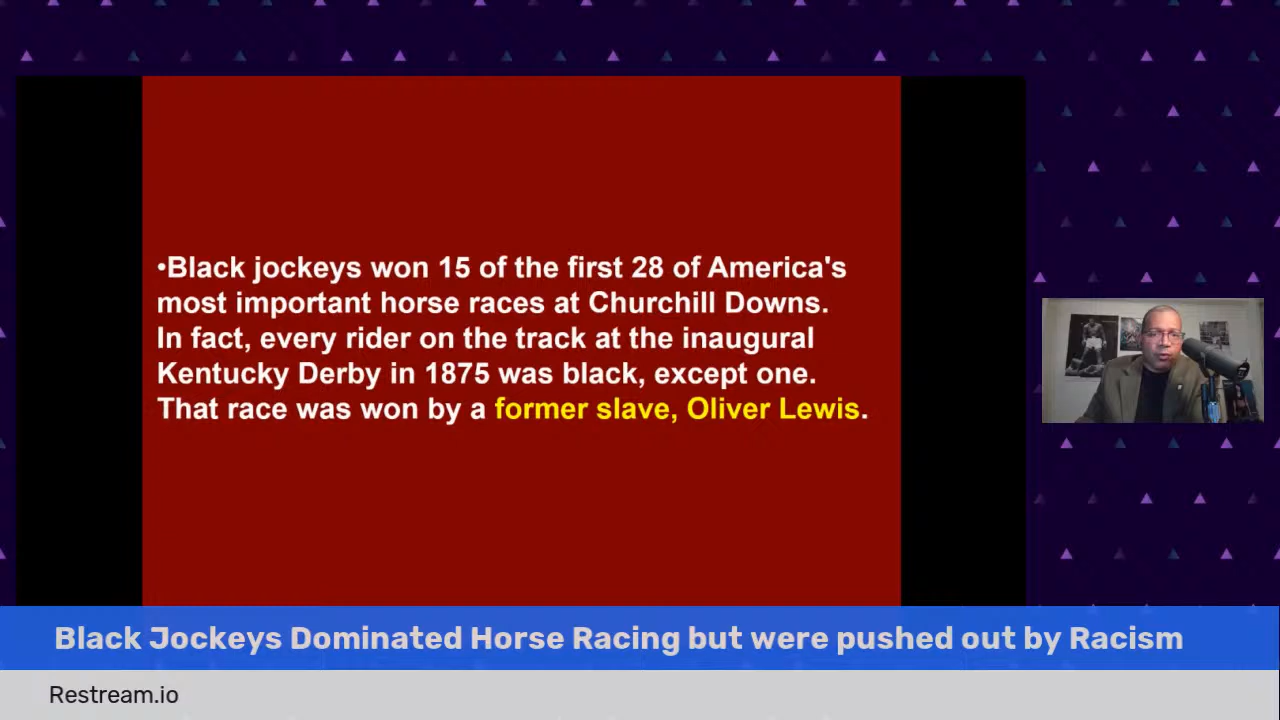 •Black jockeys won 15 of the first 28 of America's
most important horse races at Churchill Downs.
In fact, every rider on the track at the inaugural
Kentucky Derby in 1875 was black, except one.
That race was won by a former slave, Oliver Lewis.
Black Jockeys Dominated Horse Racing but were pushed out by Racism
Restream.io